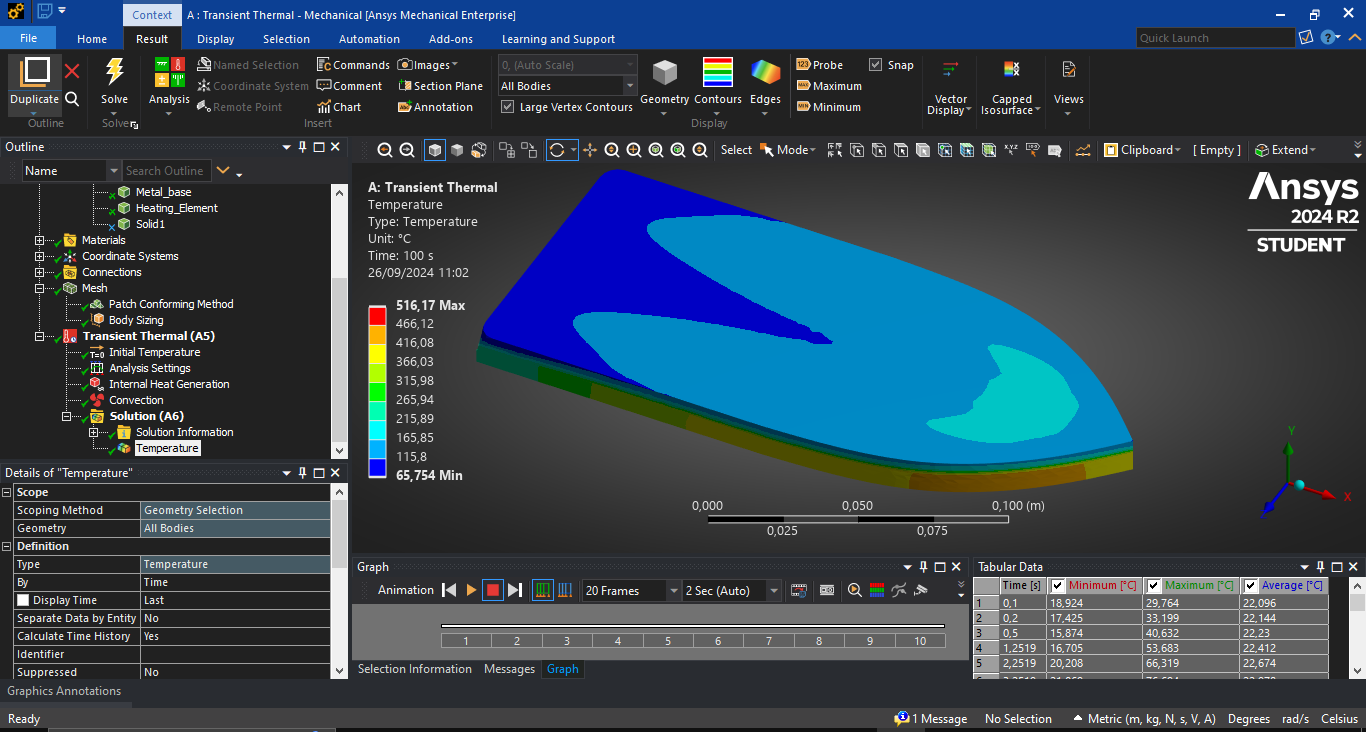 Context
A : Transient Thermal - Mechanical [Ansys Mechanical Enterprise]
File Home Result Display Selection Automation Add-ons Learning and Support
Quick Launch
Duplicate
Outline
Solve
Solver
Analysis
Named Selection
Coordinate System
Remote Point
Commands
Comment
Chart
Images
Section Plane
Annotation
Insert
0, (Auto Scale)
All Bodies
Large Vertex Contours
Geometry
Contours
Edges
Display
Probe
Maximum
Minimum
Snap
Vector
Display
Capped
Isosurface
Views
Outline
Name Search Outline
Select Mode Clipboard [ Empty ] Extend
Metal_base
Heating_Element
Solid1
Materials
Coordinate Systems
Connections
Mesh
Patch Conforming Method
Body Sizing
Transient Thermal (A5)
T=0 Initial Temperature
Analysis Settings
Internal Heat Generation
Convection
Solution (A6)
Solution Information
Temperature
A: Transient Thermal
Temperature
Type: Temperature
Unit: °C
Time: 100 s
26/09/2024 11:02
516,17 Max
466,12
416,08
366,03
315,98
265,94
215,89
165,85
115,8
65,754 Min
Ansys
2024 R2
STUDENT
0,000 0,050 0,100 (m)
0,025 0,075
Y
X
Z
Details of "Temperature"
Scope
Scoping Method Geometry Selection
Geometry All Bodies
Definition
Type Temperature
By Time
Display Time Last
Separate Data by Entity No
Calculate Time History Yes
Identifier
Suppressed No
Graph
Animation 20 Frames 2 Sec (Auto)
1 2 3 4 5 6 7 8 9 10
Selection Information Messages Graph
Tabular Data
Time [s] Minimum [°C] Maximum [°C] Average [°C]
1 0,1 18,924 29,764 22,096
2 0,2 17,425 33,199 22,144
3 0,5 15,874 40,632 22,23
4 1,2519 16,705 53,683 22,412
5 2,2519 20,208 66,319 22,674
Graphics Annotations
Ready
1 Message No Selection Metric (m, kg, N, s, V, A) Degrees rad/s Celsius